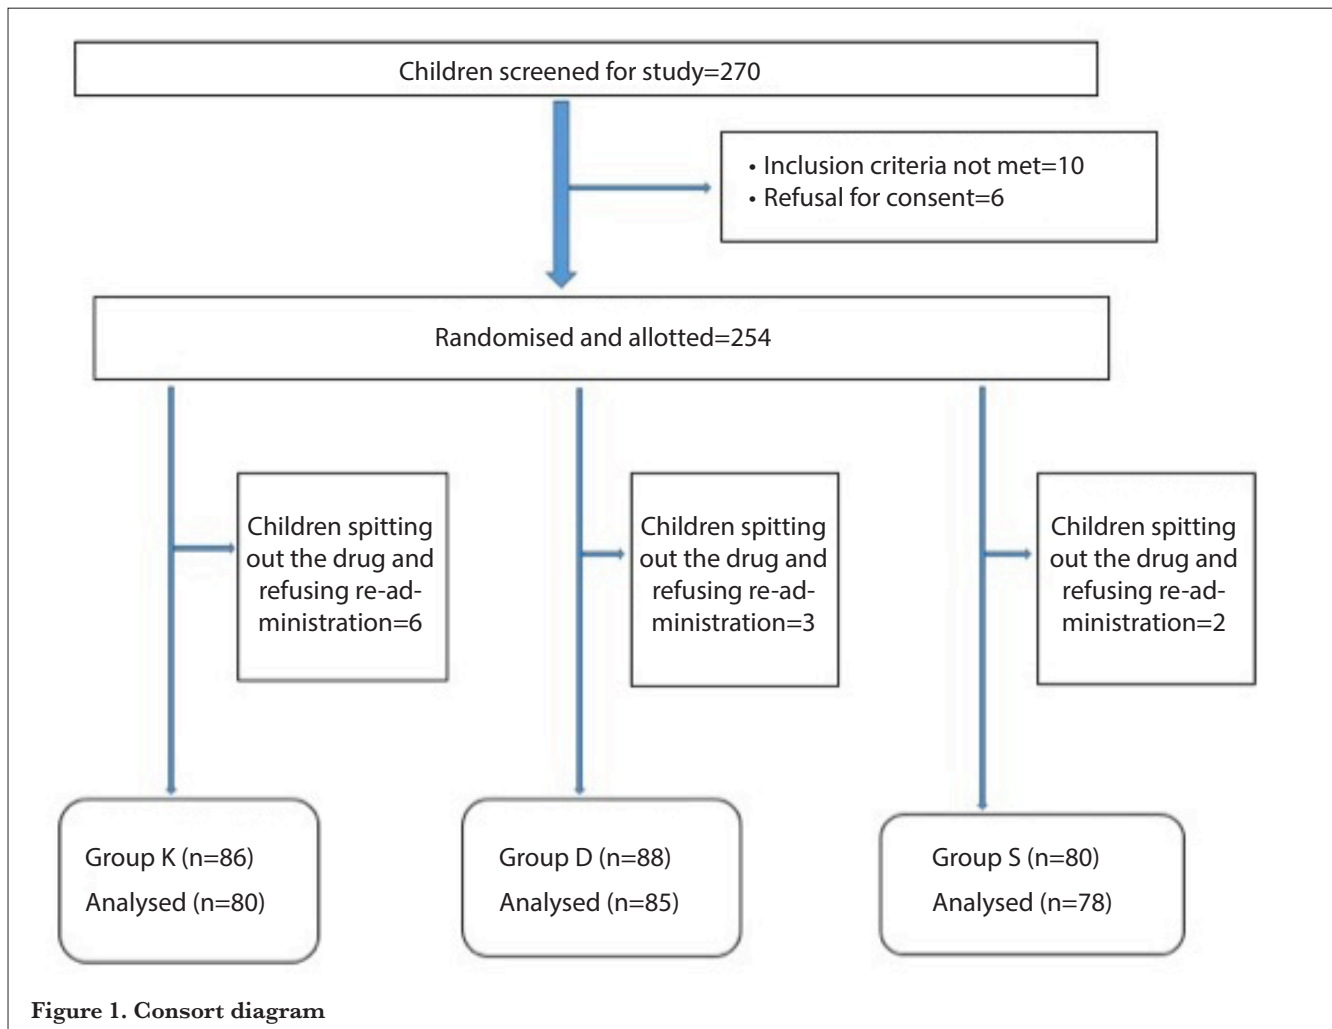 Children screened for study=270
• Inclusion criteria not met=10
• Refusal for consent=6
Randomised and allotted=254
Children spitting
out the drug and
refusing re-ad-
ministration=6
Children spitting
out the drug and
refusing re-ad-
ministration=3
Children spitting
out the drug and
refusing re-ad-
ministration=2
Group K (n=86)
Analysed (n=80)
Group D (n=88)
Analysed (n=85)
Group S (n=80)
Analysed (n=78)
Figure 1. Consort diagram